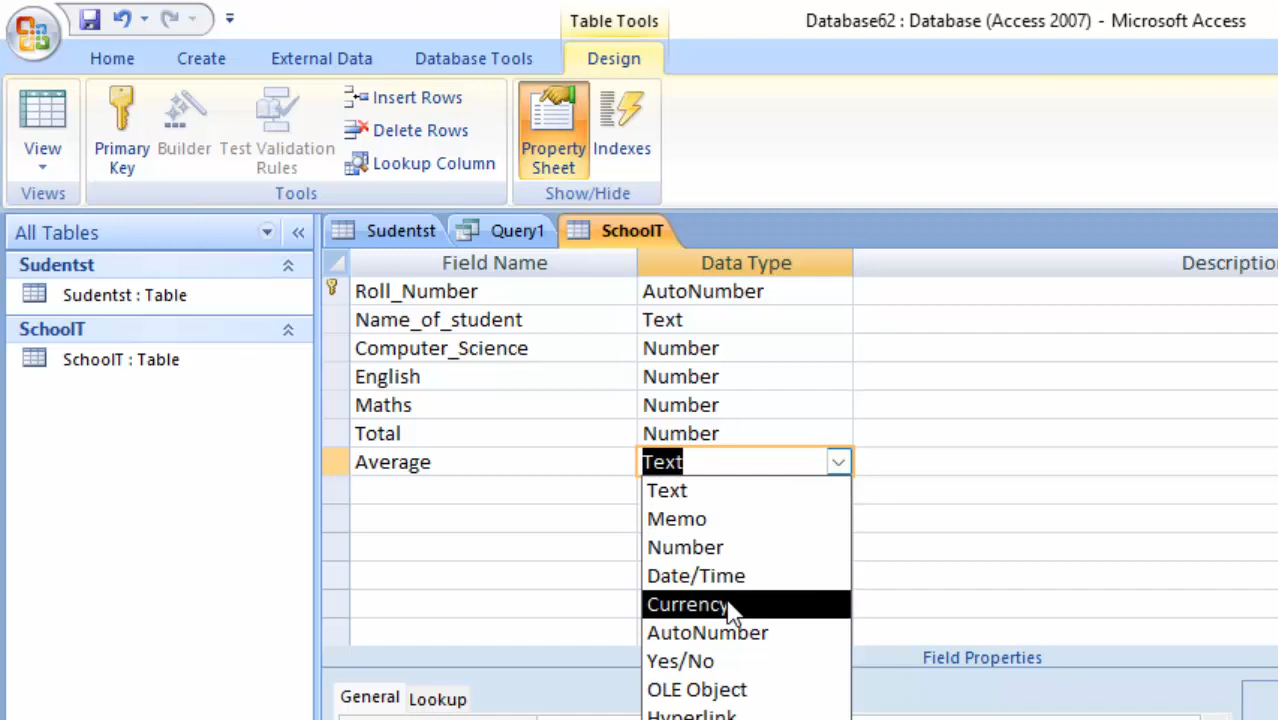 Table Tools
Database62 : Database (Access 2007) - Microsoft Access
Home Create External Data Database Tools Design
View
Primary Key
Builder
Test Validation Rules
Insert Rows
Delete Rows
Lookup Column
Property Sheet
Indexes
Views
Tools
Show/Hide
All Tables
Sudentst
Sudentst : Table
SchoolT
SchoolT : Table
Sudentst Query1 SchoolT
Field Name Data Type Descriptio
Roll_Number AutoNumber
Name_of_student Text
Computer_Science Number
English Number
Maths Number
Total Number
Average Text
Text
Memo
Number
Date/Time
Currency
AutoNumber
Yes/No
OLE Object
Hyperlink
Field Properties
General Lookup